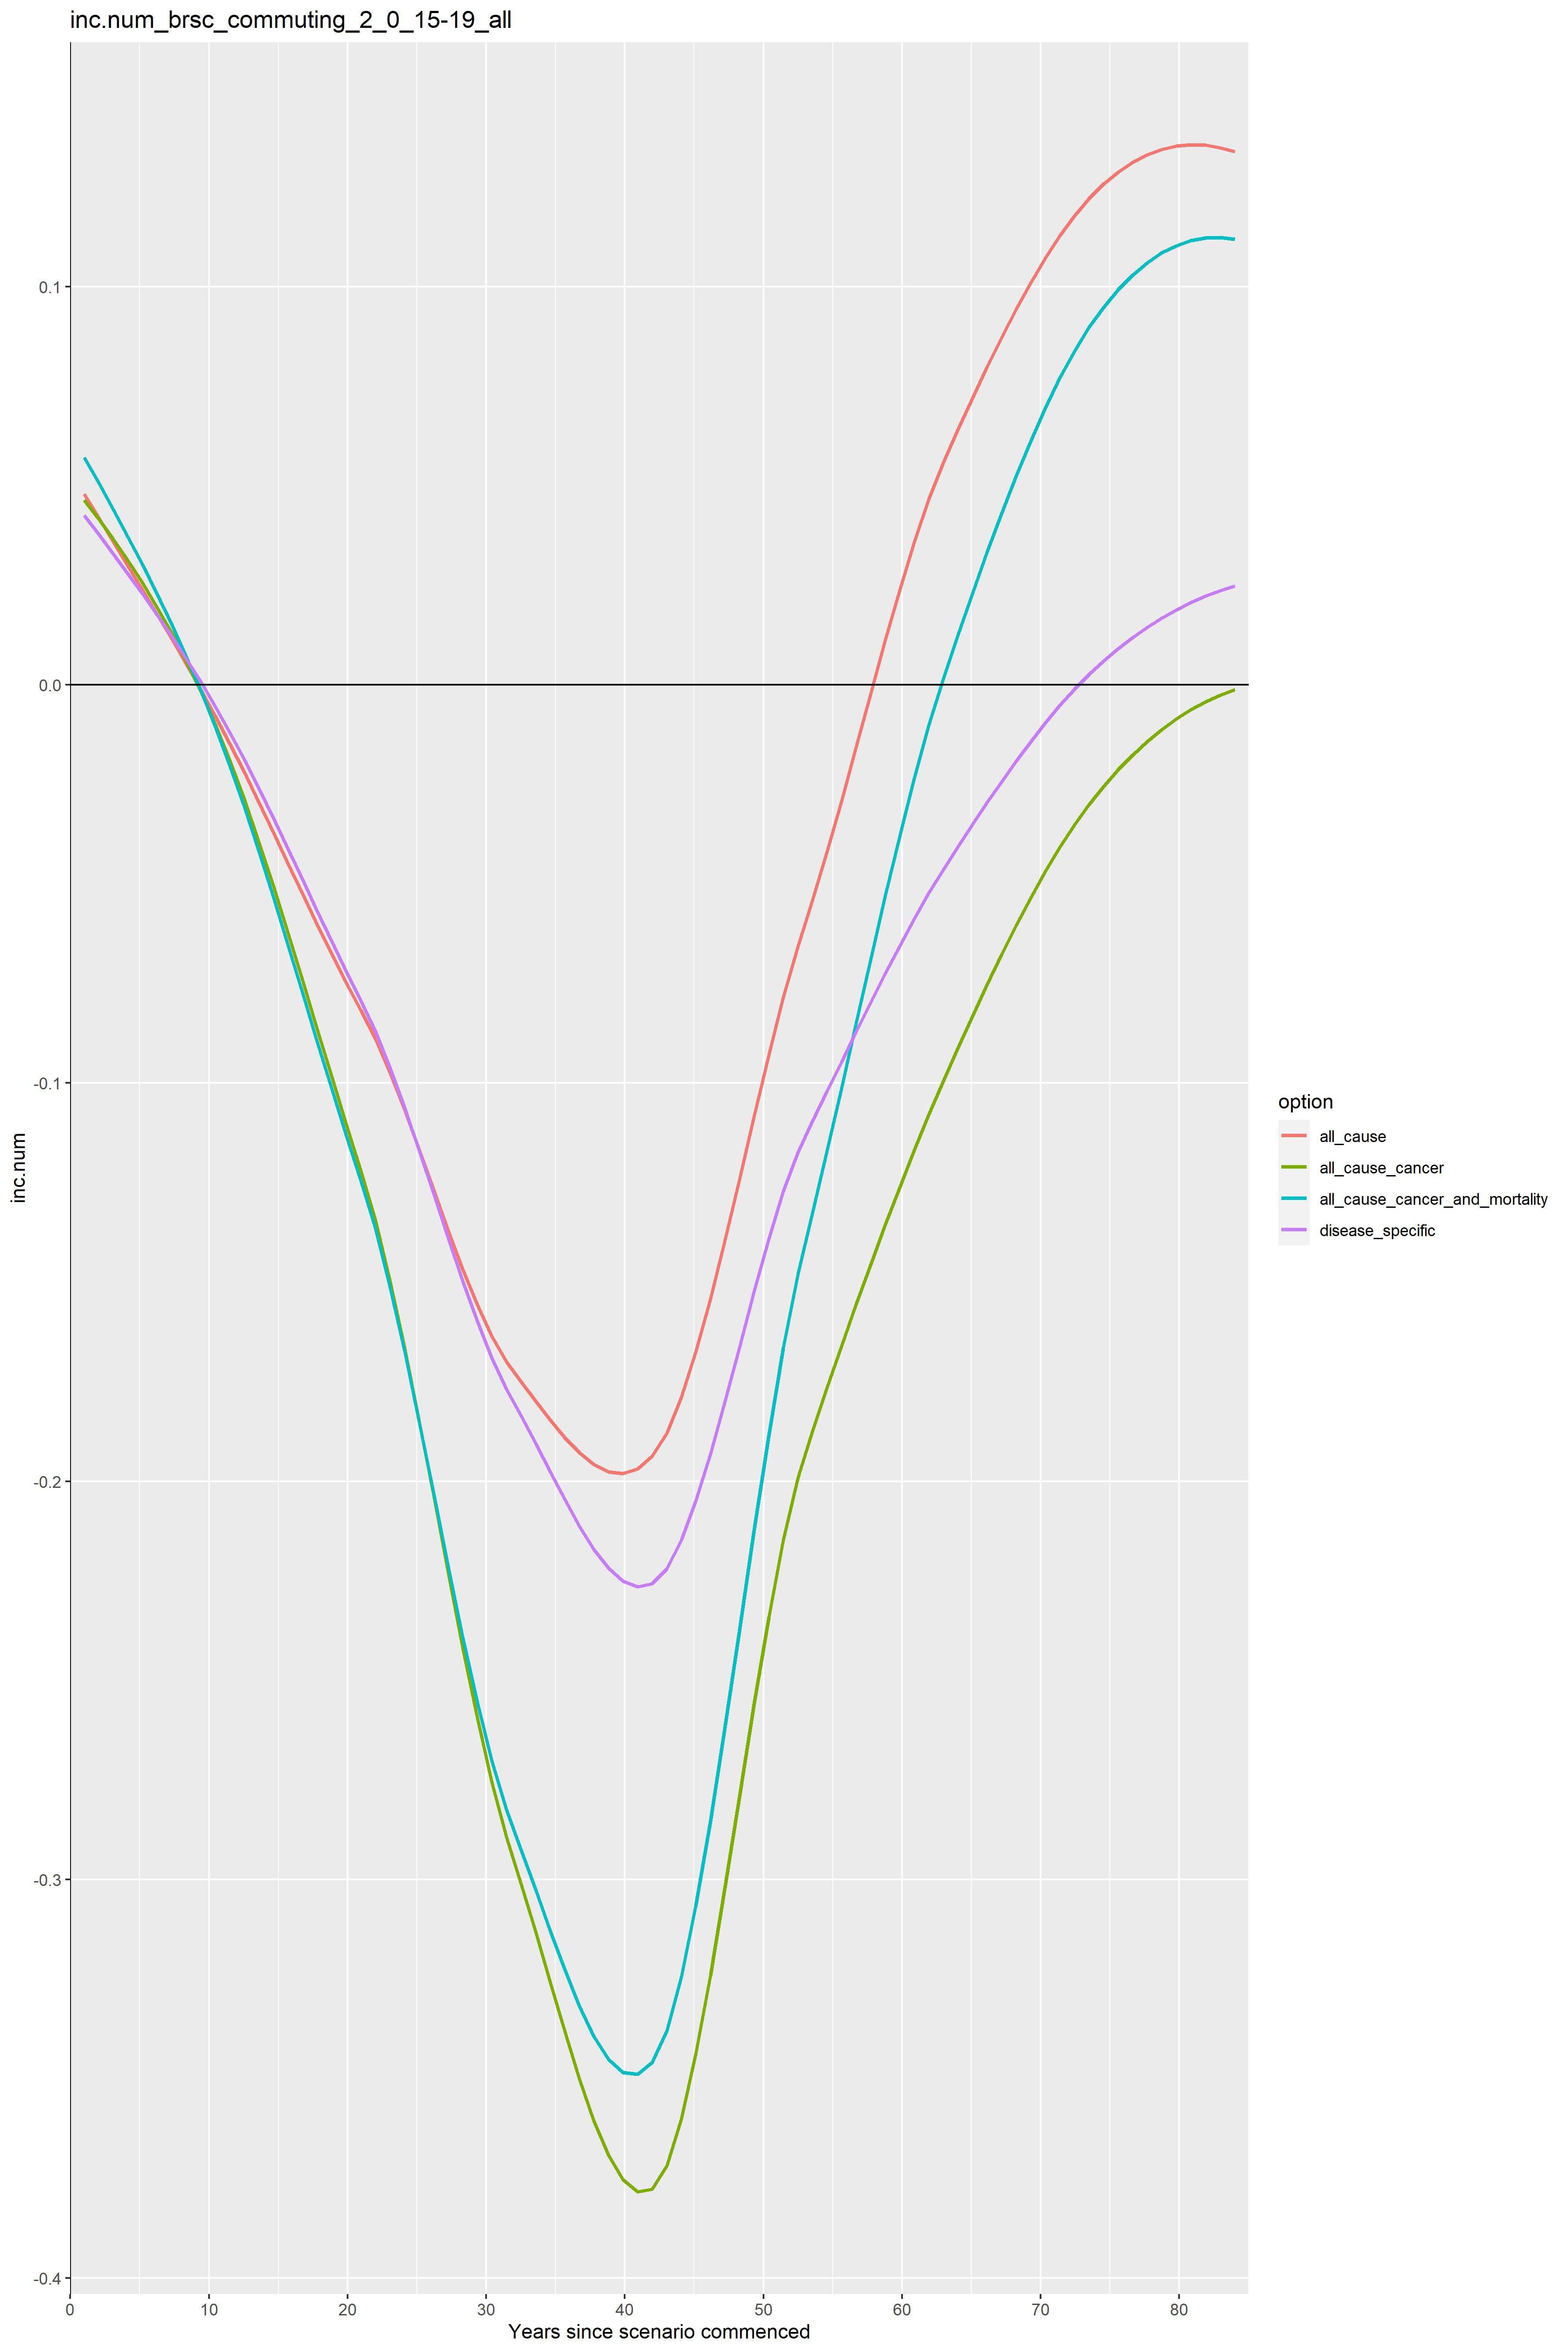 inc.num_brsc_commuting_2_0_15-19_all
0.1
0.0
-0.1
-0.2
-0.3
-0.4
inc.num
0 10 20 30 40 50 60 70 80
Years since scenario commenced
option
all_cause
all_cause_cancer
all_cause_cancer_and_mortality
disease_specific